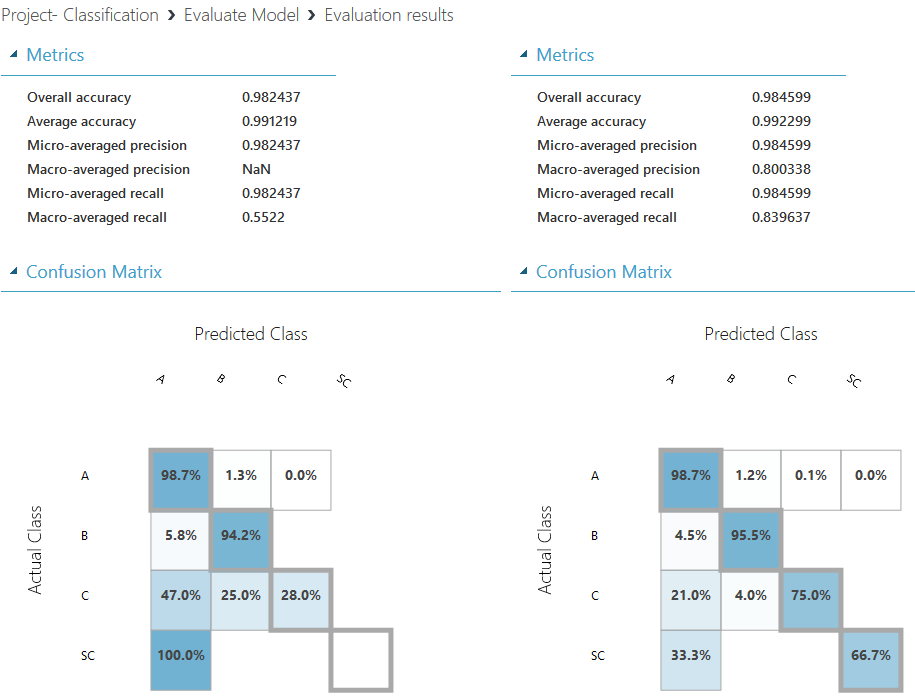 Project- Classification › Evaluate Model › Evaluation results
Metrics
Overall accuracy 0.982437
Average accuracy 0.991219
Micro-averaged precision 0.982437
Macro-averaged precision NaN
Micro-averaged recall 0.982437
Macro-averaged recall 0.5522
Confusion Matrix
Predicted Class
A B C SC
Actual Class
A 98.7% 1.3% 0.0%
B 5.8% 94.2%
C 47.0% 25.0% 28.0%
SC 100.0%
Metrics
Overall accuracy 0.984599
Average accuracy 0.992299
Micro-averaged precision 0.984599
Macro-averaged precision 0.800338
Micro-averaged recall 0.984599
Macro-averaged recall 0.839637
Confusion Matrix
Predicted Class
A B C SC
Actual Class
A 98.7% 1.2% 0.1% 0.0%
B 4.5% 95.5%
C 21.0% 4.0% 75.0%
SC 33.3% 66.7%